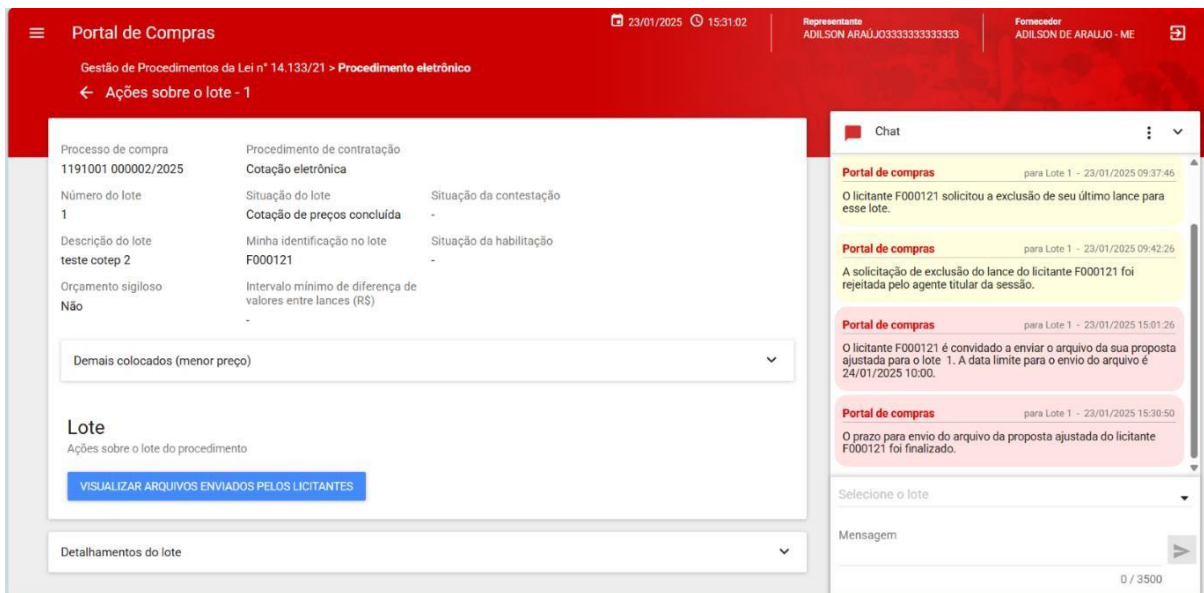 Portal de Compras
23/01/2025 15:31:02
Representante
ADILSON ARAÚJO3333333333333
Fornecedor
ADILSON DE ARAUJO - ME
Gestão de Procedimentos da Lei n° 14.133/21 > Procedimento eletrônico
Ações sobre o lote - 1
Processo de compra
1191001 000002/2025
Procedimento de contratação
Cotação eletrônica
Número do lote
1
Situação do lote
Cotação de preços concluída
Situação da contestação
-
Descrição do lote
teste cotep 2
Minha identificação no lote
F000121
Situação da habilitação
-
Orçamento sigiloso
Não
Intervalo mínimo de diferença de
valores entre lances (R$)
-
Demais colocados (menor preço)
Lote
Ações sobre o lote do procedimento
VISUALIZAR ARQUIVOS ENVIADOS PELOS LICITANTES
Detalhamentos do lote
Chat
Portal de compras para Lote 1 - 23/01/2025 09:37:46
O licitante F000121 solicitou a exclusão de seu último lance para
esse lote.
Portal de compras para Lote 1 - 23/01/2025 09:42:26
A solicitação de exclusão do lance do licitante F000121 foi
rejeitada pelo agente titular da sessão.
Portal de compras para Lote 1 - 23/01/2025 15:01:26
O licitante F000121 é convidado a enviar o arquivo da sua proposta
ajustada para o lote 1. A data limite para o envio do arquivo é
24/01/2025 10:00.
Portal de compras para Lote 1 - 23/01/2025 15:30:50
O prazo para envio do arquivo da proposta ajustada do licitante
F000121 foi finalizado.
Selecione o lote
Mensagem
0 / 3500